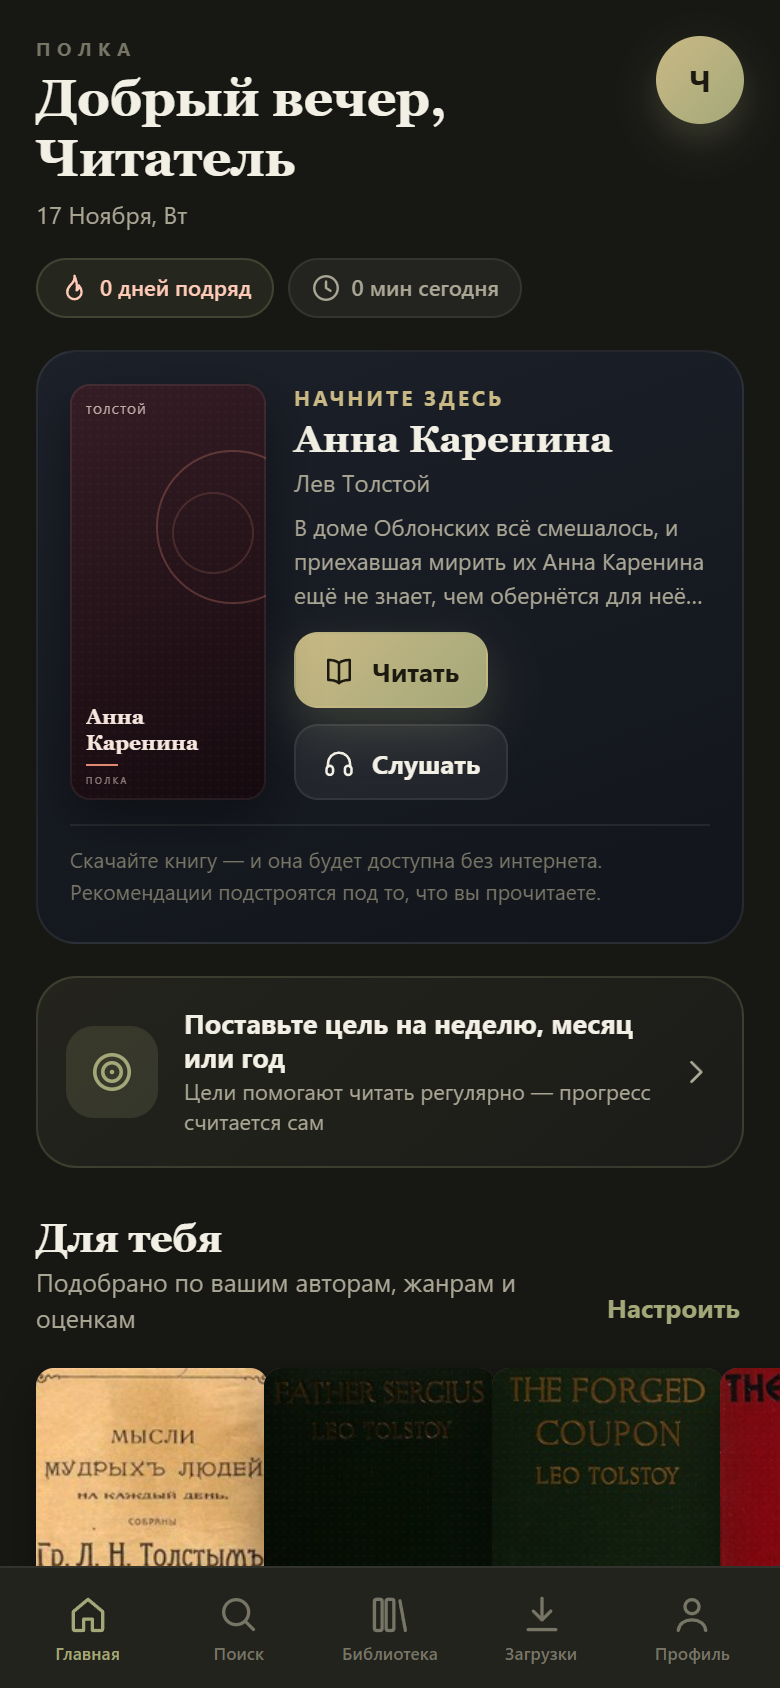 ПОЛКА
Ч
Добрый вечер,
Читатель
17 Ноября, Вт
0 дней подряд
0 мин сегодня
ТОЛСТОЙ
Анна
Каренина
ПОЛКА
НАЧНИТЕ ЗДЕСЬ
Анна Каренина
Лев Толстой
В доме Облонских всё смешалось, и
приехавшая мирить их Анна Каренина
ещё не знает, чем обернётся для неё…
Читать
Слушать
Скачайте книгу — и она будет доступна без интернета.
Рекомендации подстроятся под то, что вы прочитаете.
Поставьте цель на неделю, месяц
или год
Цели помогают читать регулярно — прогресс
считается сам
Для тебя
Подобрано по вашим авторам, жанрам и
оценкам
Настроить
МЫСЛИ
МУДРЫХЪ ЛЮДЕЙ
НА КАЖДЫЙ ДЕНЬ.
СОБРАНЫ
Гр. Л. Н. Толстымъ
FATHER SERGIUS
LEO TOLSTOY
THE FORGED
COUPON
LEO TOLSTOY
THE
Главная
Поиск
Библиотека
Загрузки
Профиль